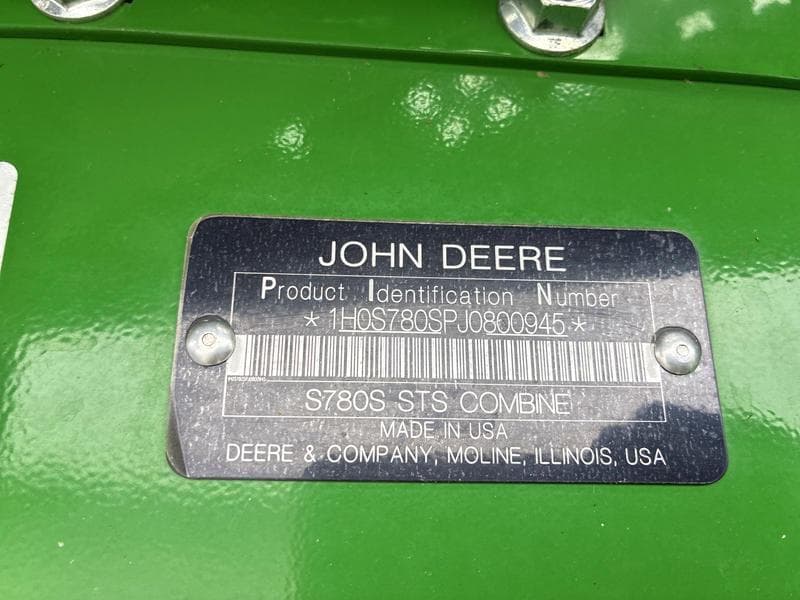 JOHN DEERE
Product Identification Number
*1H0S780SPJ0800945*
S780S STS COMBINE
MADE IN USA
DEERE & COMPANY, MOLINE, ILLINOIS, USA